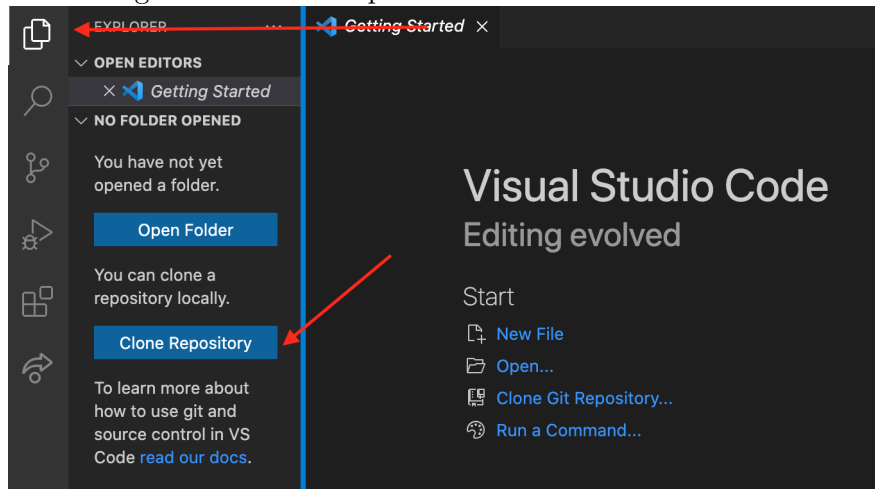 EXPLORER ...
OPEN EDITORS
Getting Started
NO FOLDER OPENED
You have not yet
opened a folder.
Open Folder
You can clone a
repository locally.
Clone Repository
To learn more about
how to use git and
source control in VS
Code read our docs.
Getting Started
Visual Studio Code
Editing evolved
Start
New File
Open...
Clone Git Repository...
Run a Command...